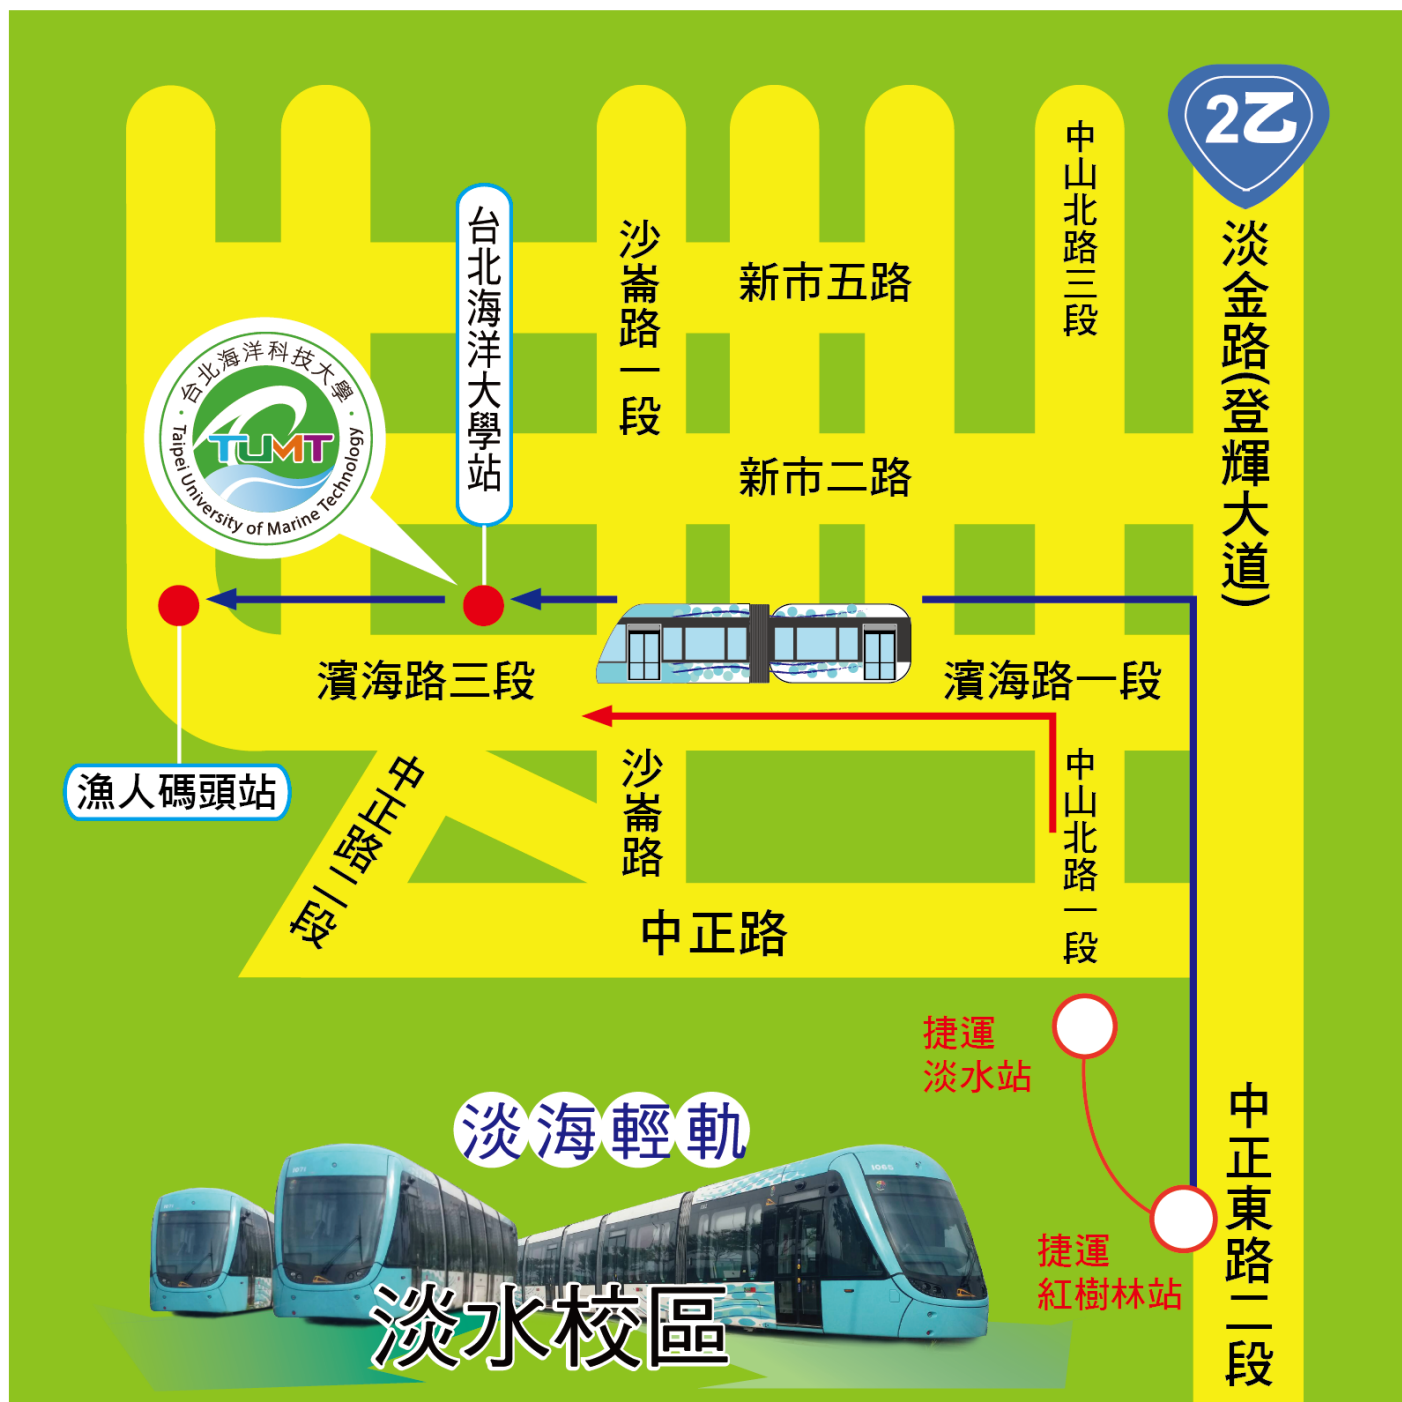 2乙
中山北路三段
淡金路(登輝大道)
台北海洋大學站
沙崙路一段
新市五路
台北海洋科技大學
TUMT
Taipei University of Marine Technology
新市二路
濱海路三段
濱海路一段
漁人碼頭站
中正路二段
沙崙路
中山北路一段
中正路
捷運
淡水站
淡海輕軌
中正東路二段
捷運
紅樹林站
淡水校區